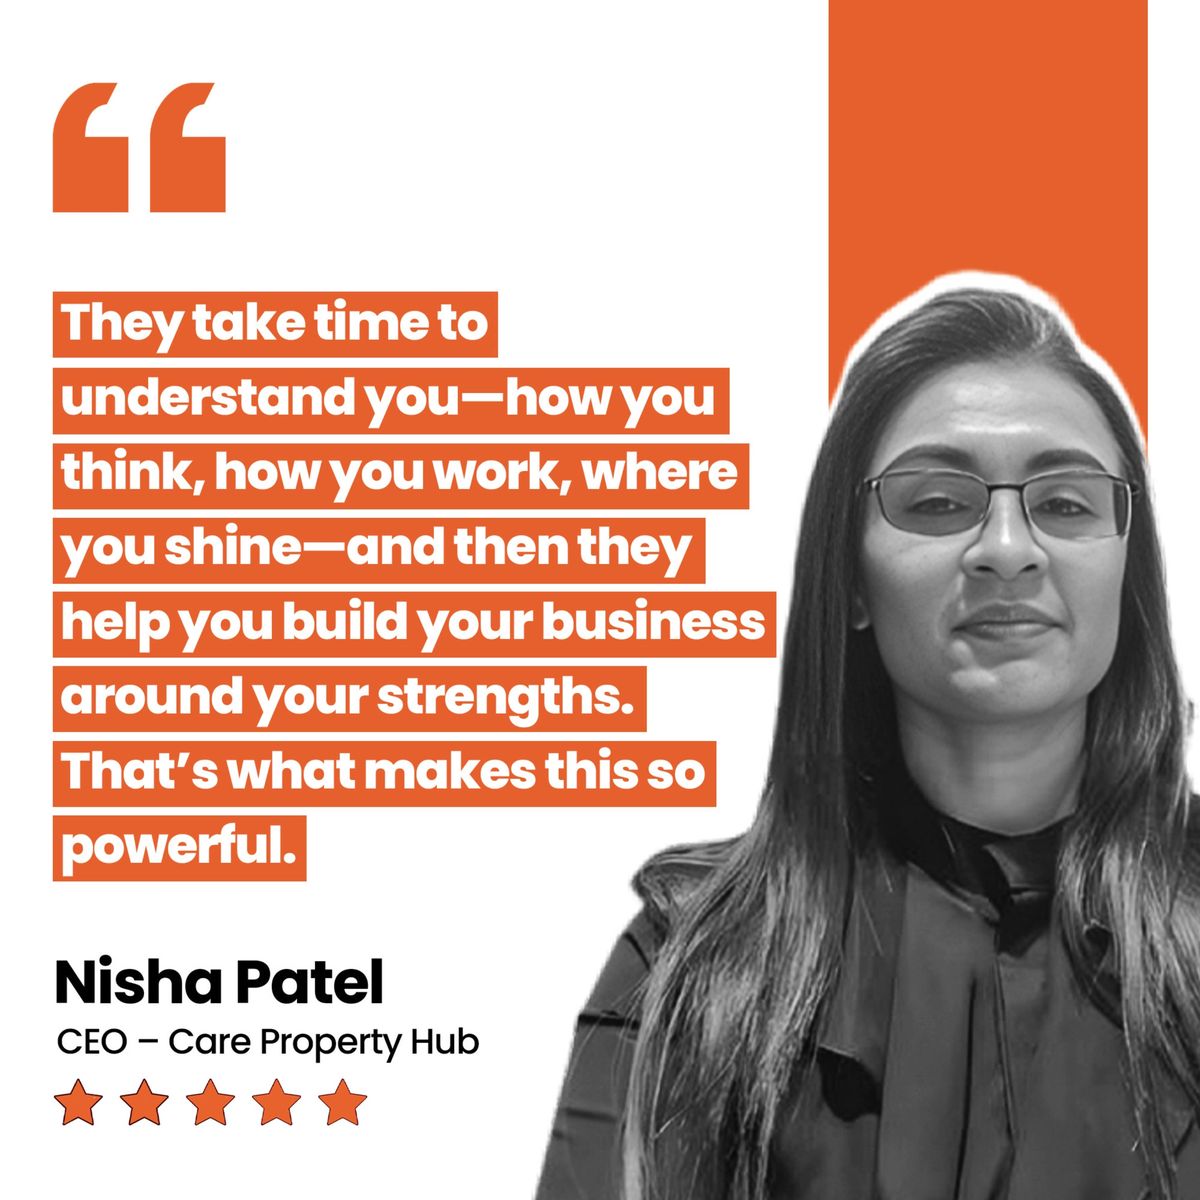 “
They take time to
understand you—how you
think, how you work, where
you shine—and then they
help you build your business
around your strengths.
That’s what makes this so
powerful.
Nisha Patel
CEO – Care Property Hub